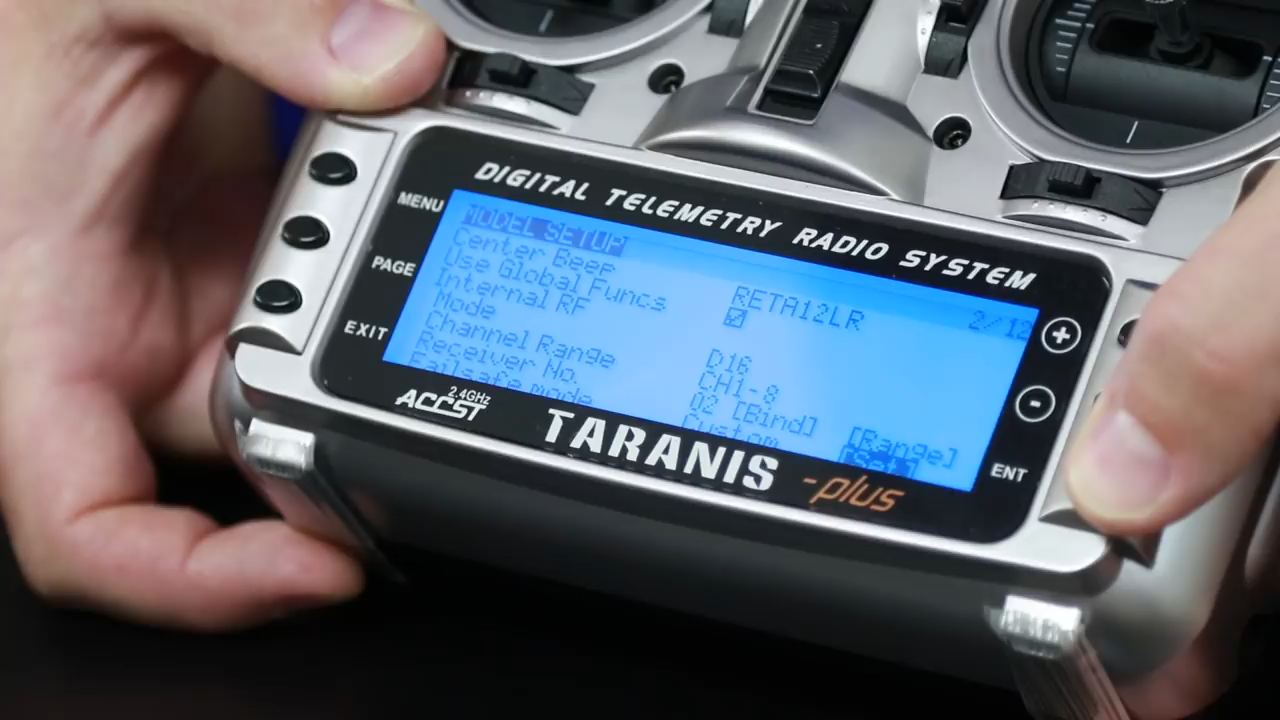 DIGITAL TELEMETRY RADIO SYSTEM
MENU
PAGE
EXIT
MODEL SETUP 2/12
Center Beep RETA12LR
Use Global Funcs
Internal RF
Mode D16
Channel Range CH1-8
Receiver No. 02 [Bind] [Range]
Failsafe mode Custom [Set]
+
-
ENT
ACCST 2.4GHz
TARANIS -plus